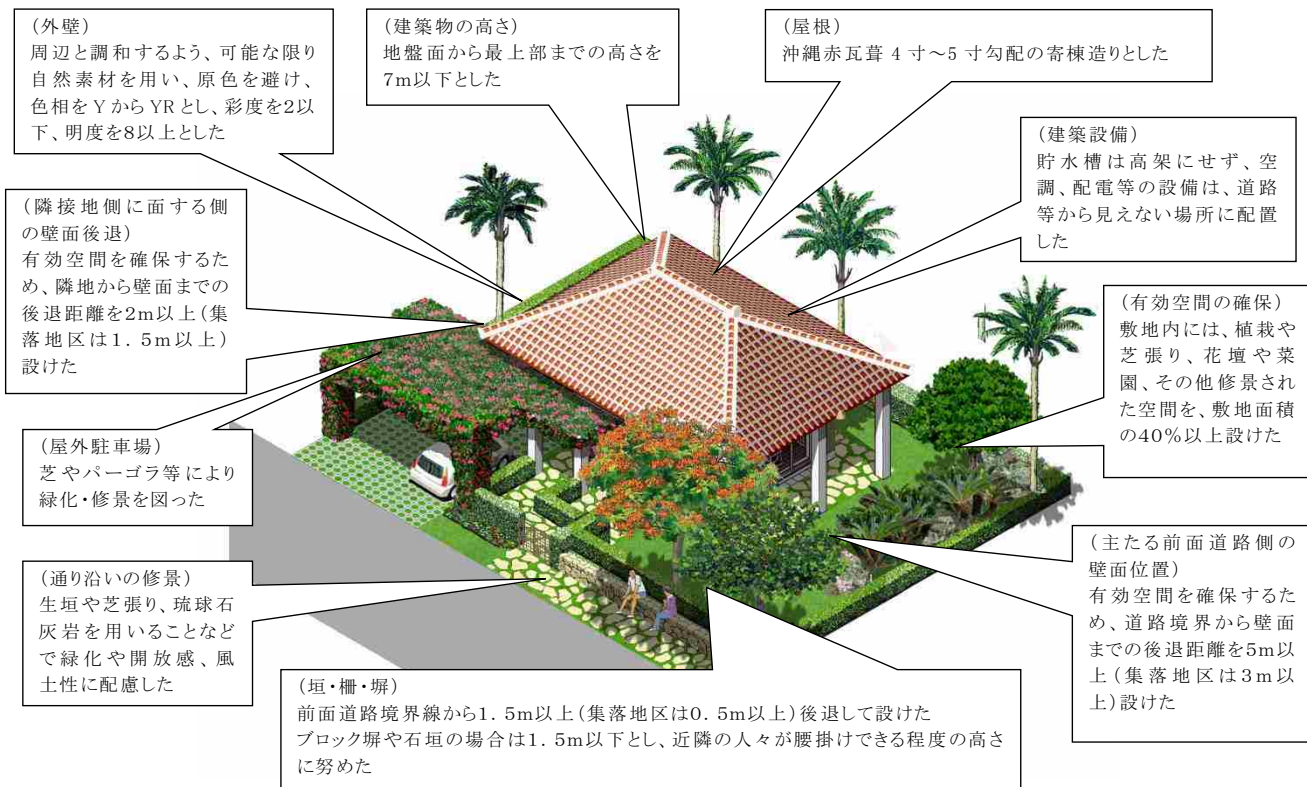 (外壁)
周辺と調和するよう、可能な限り
自然素材を用い、原色を避け、
色相をYからYRとし、彩度を2以
下、明度を8以上とした
(建築物の高さ)
地盤面から最上部までの高さを
7m以下とした
(屋根)
沖縄赤瓦葺4寸～5寸勾配の寄棟造りとした
(建築設備)
貯水槽は高架にせず、空
調、配電等の設備は、道路
等から見えない場所に配置
した
(隣接地側に面する側
の壁面後退)
有効空間を確保するた
め、隣地から壁面までの
後退距離を2m以上(集
落地区は1.5m以上)
設けた
(有効空間の確保)
敷地内には、植栽や
芝張り、花壇や菜
園、その他修景され
た空間を、敷地面積
の40%以上設けた
(屋外駐車場)
芝やパーゴラ等により
緑化・修景を図った
(主たる前面道路側の
壁面位置)
有効空間を確保するた
め、道路境界から壁面
までの後退距離を5m以
上(集落地区は3m以
上)設けた
(通り沿いの修景)
生垣や芝張り、琉球石
灰岩を用いることなど
で緑化や開放感、風
土性に配慮した
(垣・柵・塀)
前面道路境界線から1.5m以上(集落地区は0.5m以上)後退して設けた
ブロック塀や石垣の場合は1.5m以下とし、近隣の人々が腰掛けできる程度の高さ
に努めた